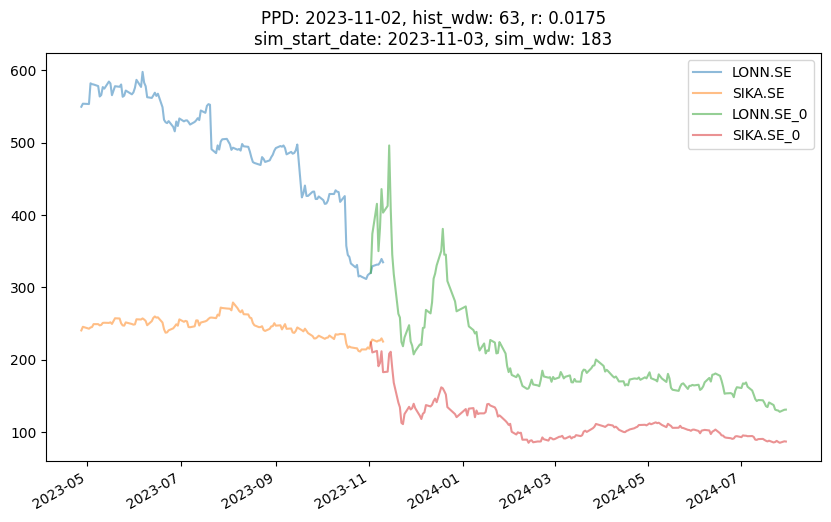 PPD: 2023-11-02, hist_wdw: 63, r: 0.0175
sim_start_date: 2023-11-03, sim_wdw: 183
LONN.SE
SIKA.SE
LONN.SE_0
SIKA.SE_0
600
500
400
300
200
100
2023-05
2023-07
2023-09
2023-11
2024-01
2024-03
2024-05
2024-07